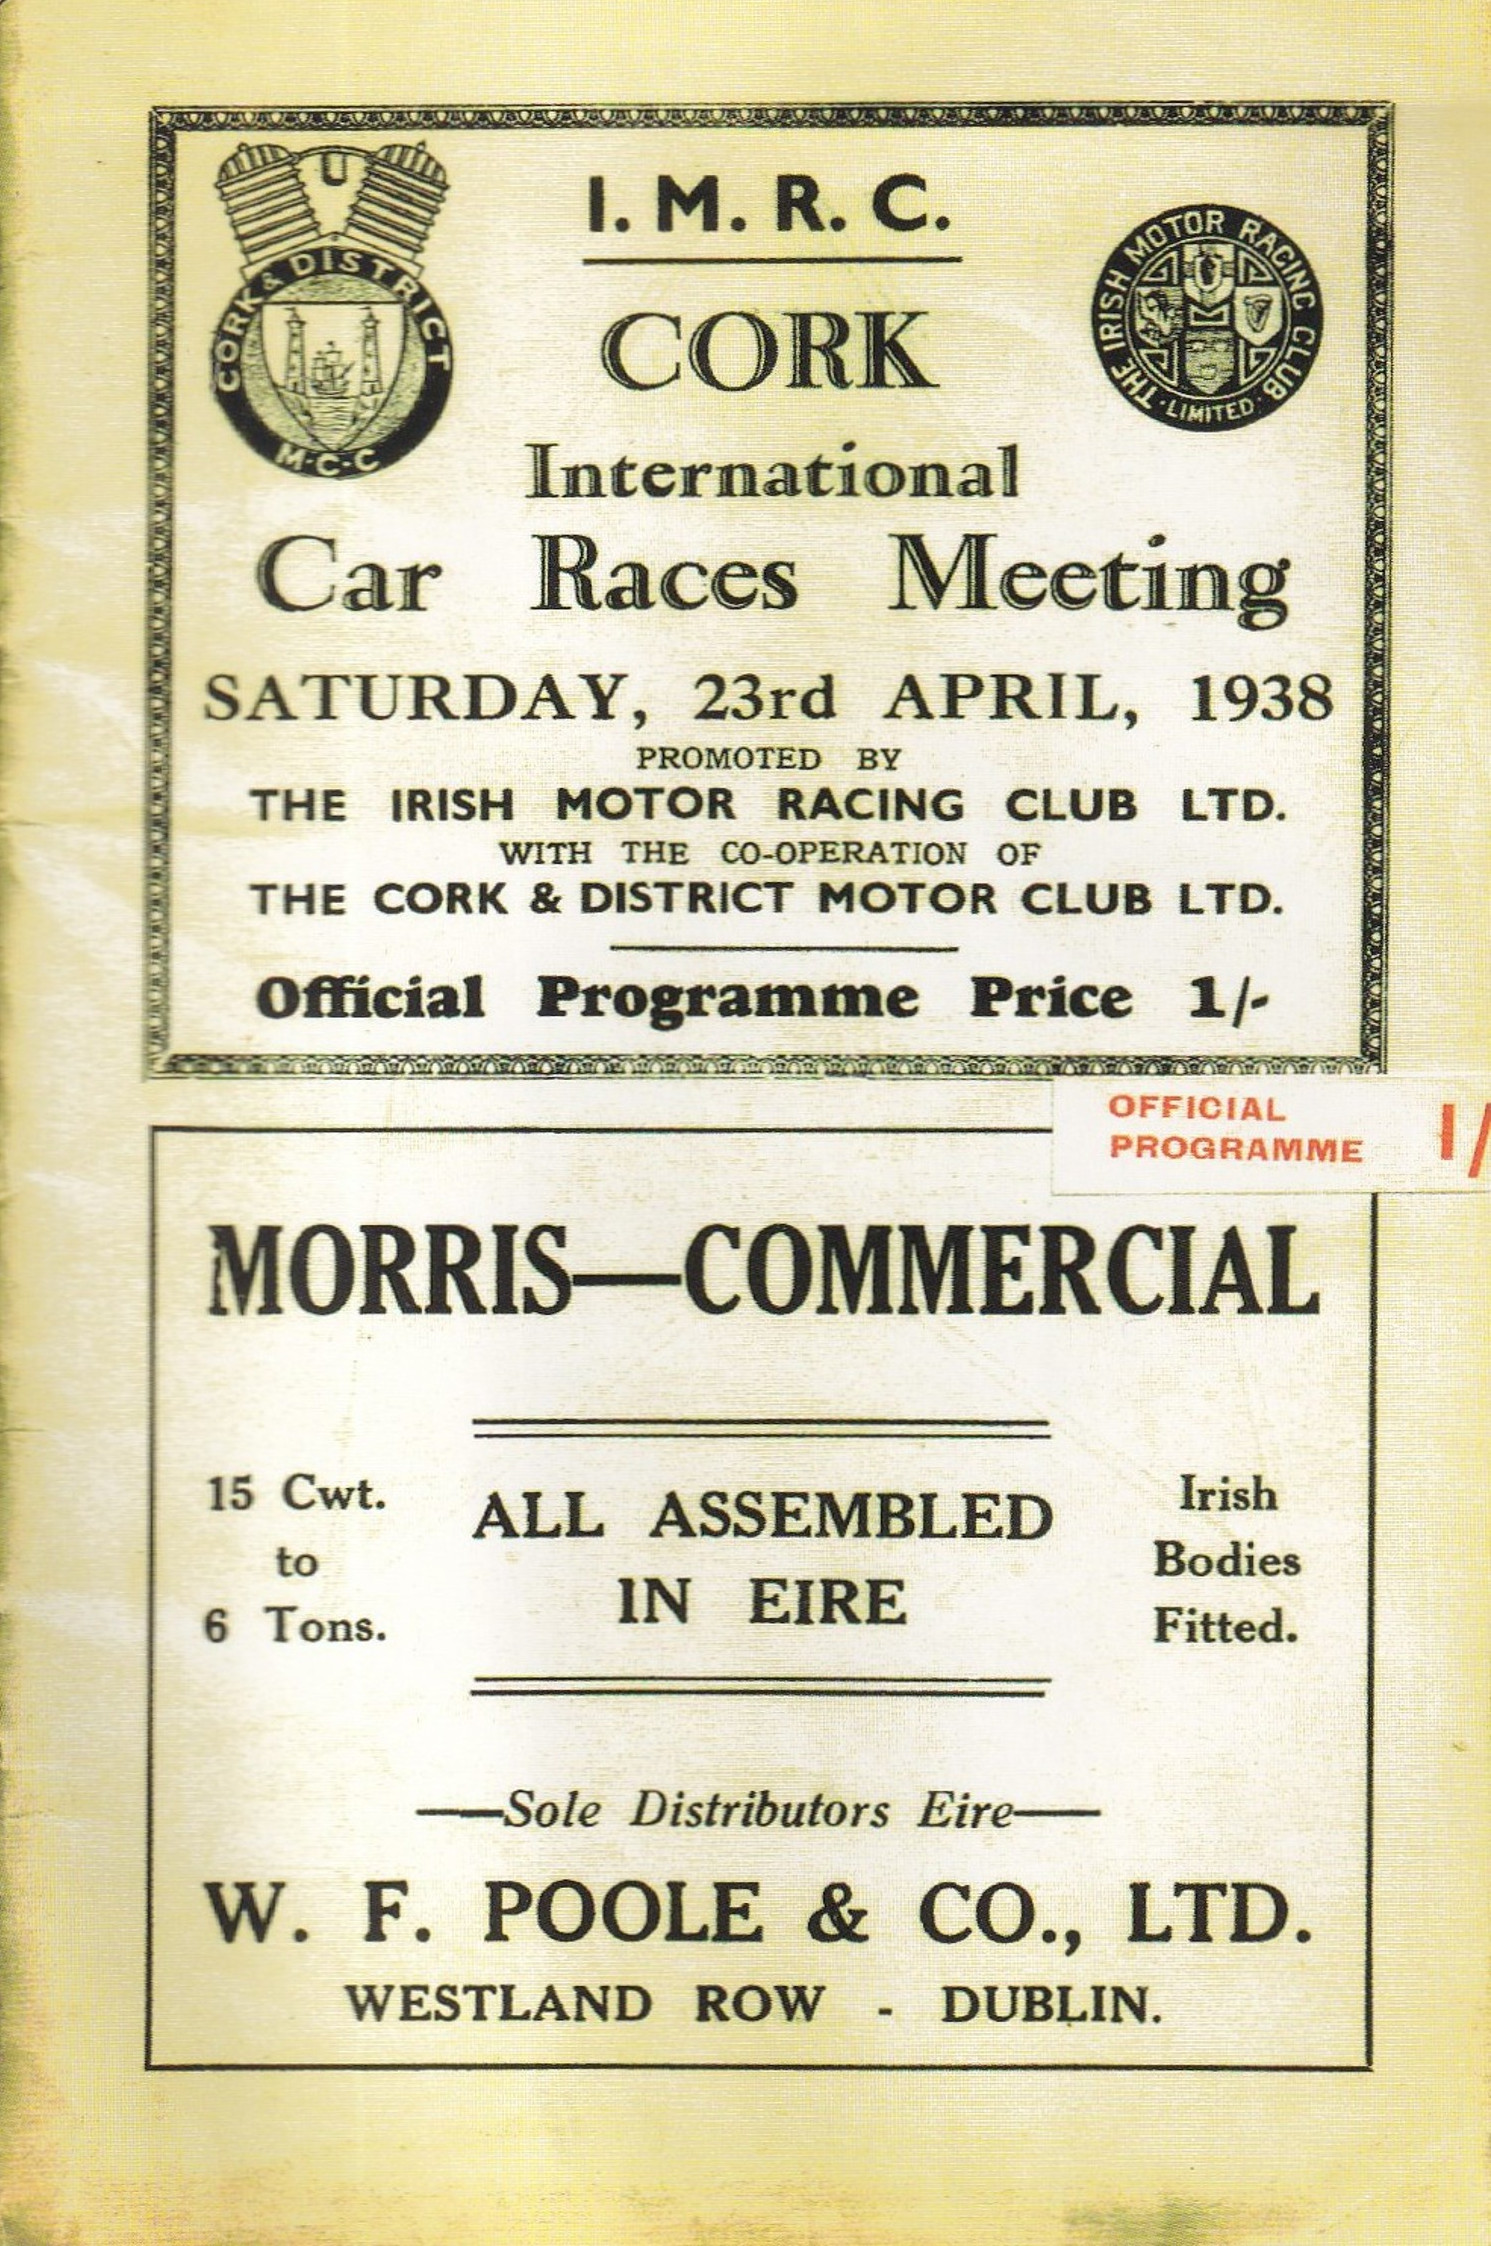 I. M. R. C.
CORK & DISTRICT
M·C·C
THE IRISH MOTOR RACING CLUB
·LIMITED·
CORK
International
Car Races Meeting
SATURDAY, 23rd APRIL, 1938
PROMOTED BY
THE IRISH MOTOR RACING CLUB LTD.
WITH THE CO-OPERATION OF
THE CORK & DISTRICT MOTOR CLUB LTD.
Official Programme Price 1/-
OFFICIAL
PROGRAMME 1/
MORRIS—COMMERCIAL
15 Cwt.
to
6 Tons.
ALL ASSEMBLED
IN EIRE
Irish
Bodies
Fitted.
—Sole Distributors Eire—
W. F. POOLE & CO., LTD.
WESTLAND ROW - DUBLIN.